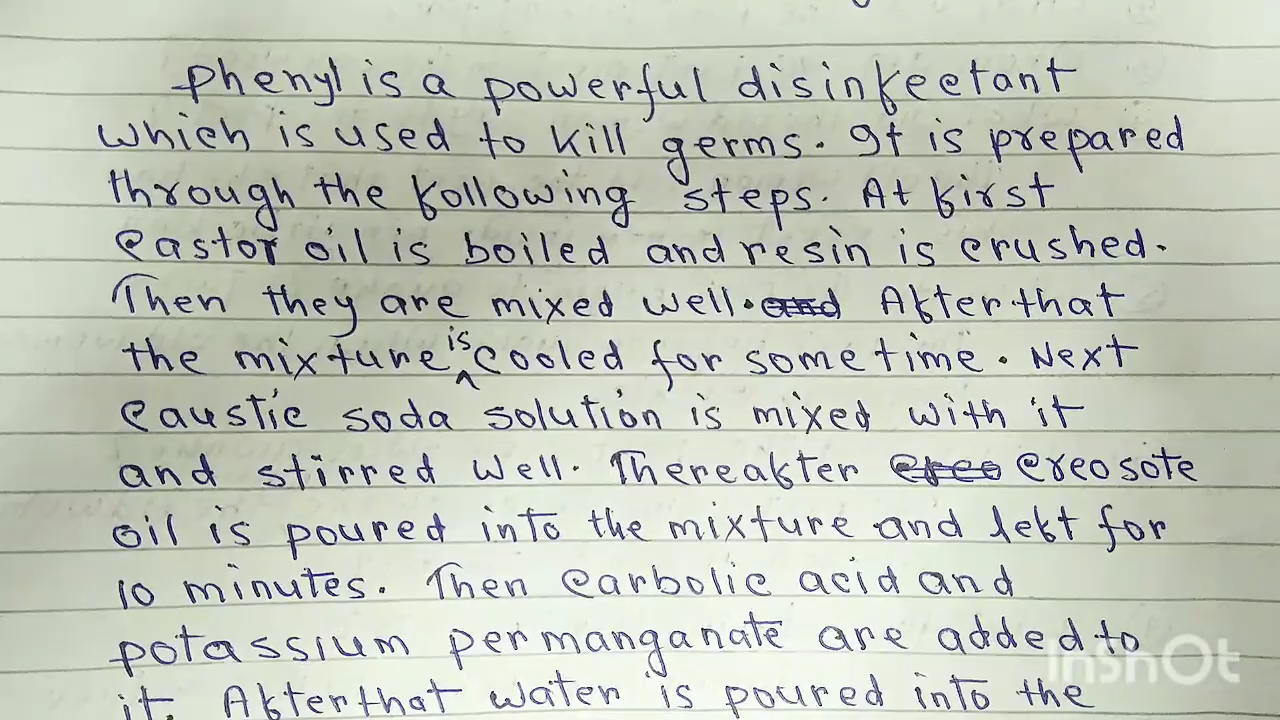 Phenyl is a powerful disinfectant
which is used to kill germs. It is prepared
through the following steps. At first
castor oil is boiled and resin is crushed.
Then they are mixed well. and After that
the mixture is cooled for some time. Next
caustic soda solution is mixed with it
and stirred well. Thereafter creo creosote
oil is poured into the mixture and left for
10 minutes. Then carbolic acid and
potassium permanganate are added to
it. After that water is poured into the
InshOt